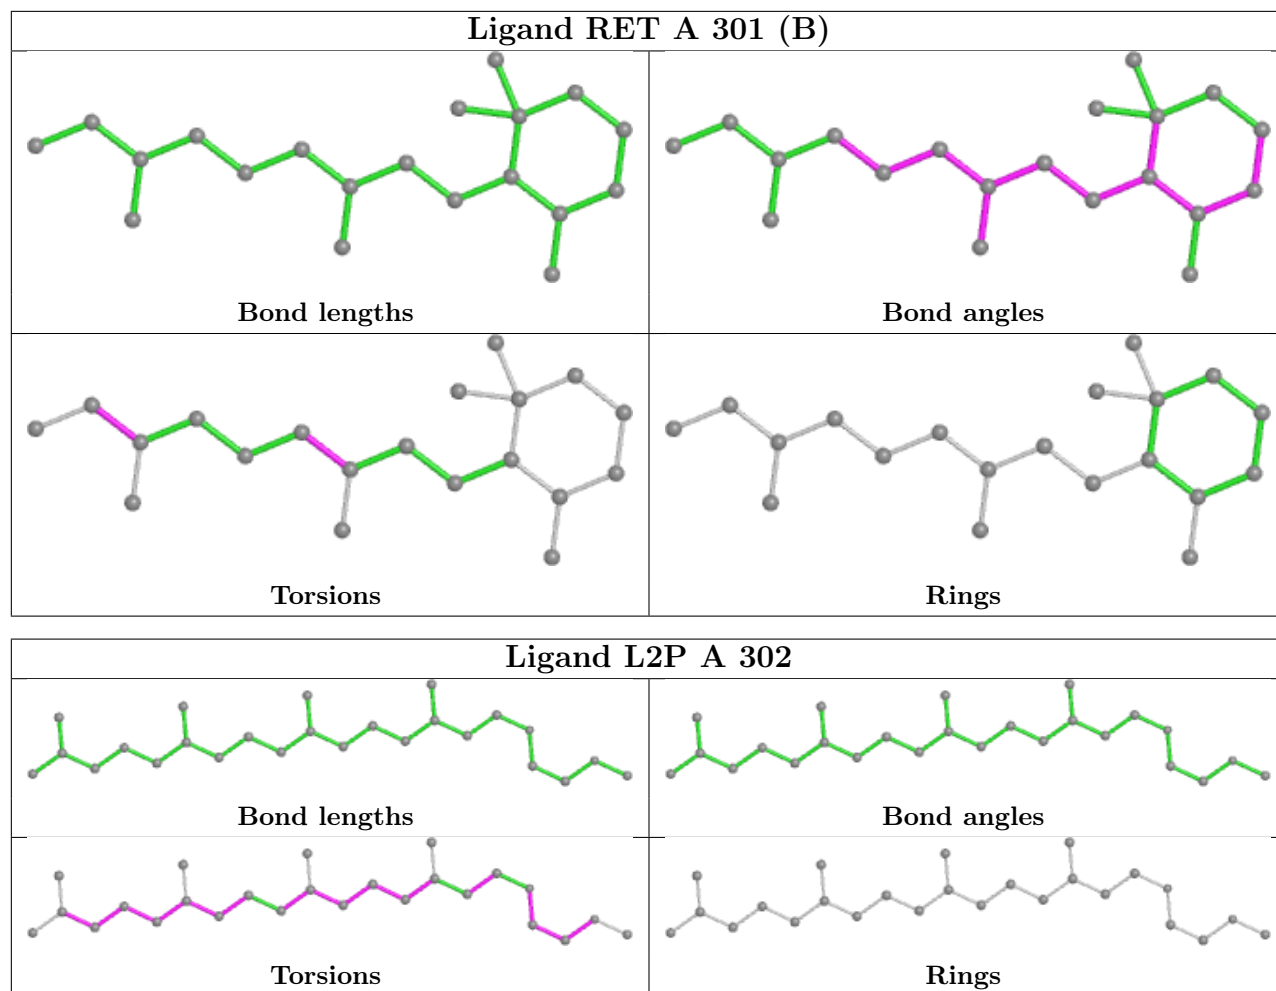 Ligand RET A 301 (B)
Bond lengths
Bond angles
Torsions
Rings
Ligand L2P A 302
Bond lengths
Bond angles
Torsions
Rings